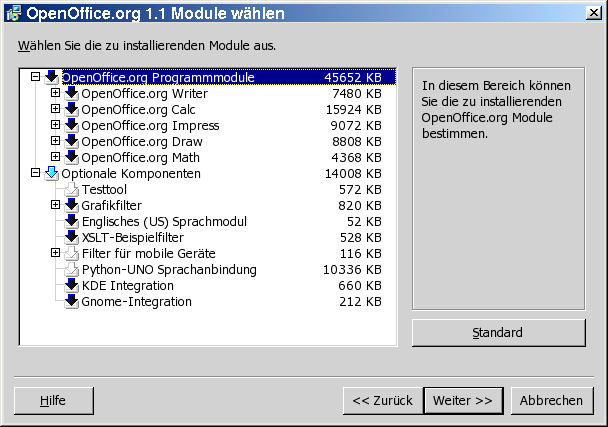 OpenOffice.org 1.1 Module wählen
Wählen Sie die zu installierenden Module aus.
OpenOffice.org Programmmodule 45652 KB
OpenOffice.org Writer 7480 KB
OpenOffice.org Calc 15924 KB
OpenOffice.org Impress 9072 KB
OpenOffice.org Draw 8808 KB
OpenOffice.org Math 4368 KB
Optionale Komponenten 14008 KB
Testtool 572 KB
Grafikfilter 820 KB
Englisches (US) Sprachmodul 52 KB
XSLT-Beispielfilter 528 KB
Filter für mobile Geräte 116 KB
Python-UNO Sprachanbindung 10336 KB
KDE Integration 660 KB
Gnome-Integration 212 KB
In diesem Bereich können
Sie die zu installierenden
OpenOffice.org Module
bestimmen.
Standard
Hilfe
<< Zurück
Weiter >>
Abbrechen